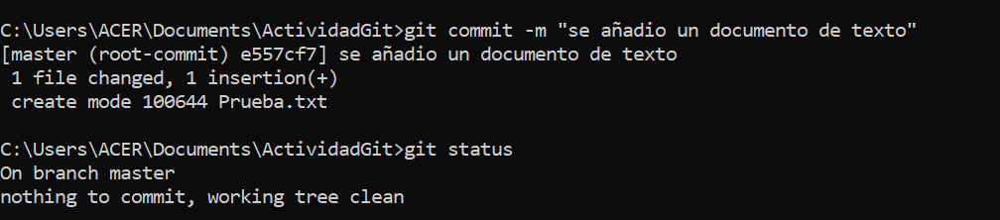 C:\Users\ACER\Documents\ActividadGit>git commit -m "se añadio un documento de texto"
[master (root-commit) e557cf7] se añadio un documento de texto
 1 file changed, 1 insertion(+)
 create mode 100644 Prueba.txt
C:\Users\ACER\Documents\ActividadGit>git status
On branch master
nothing to commit, working tree clean